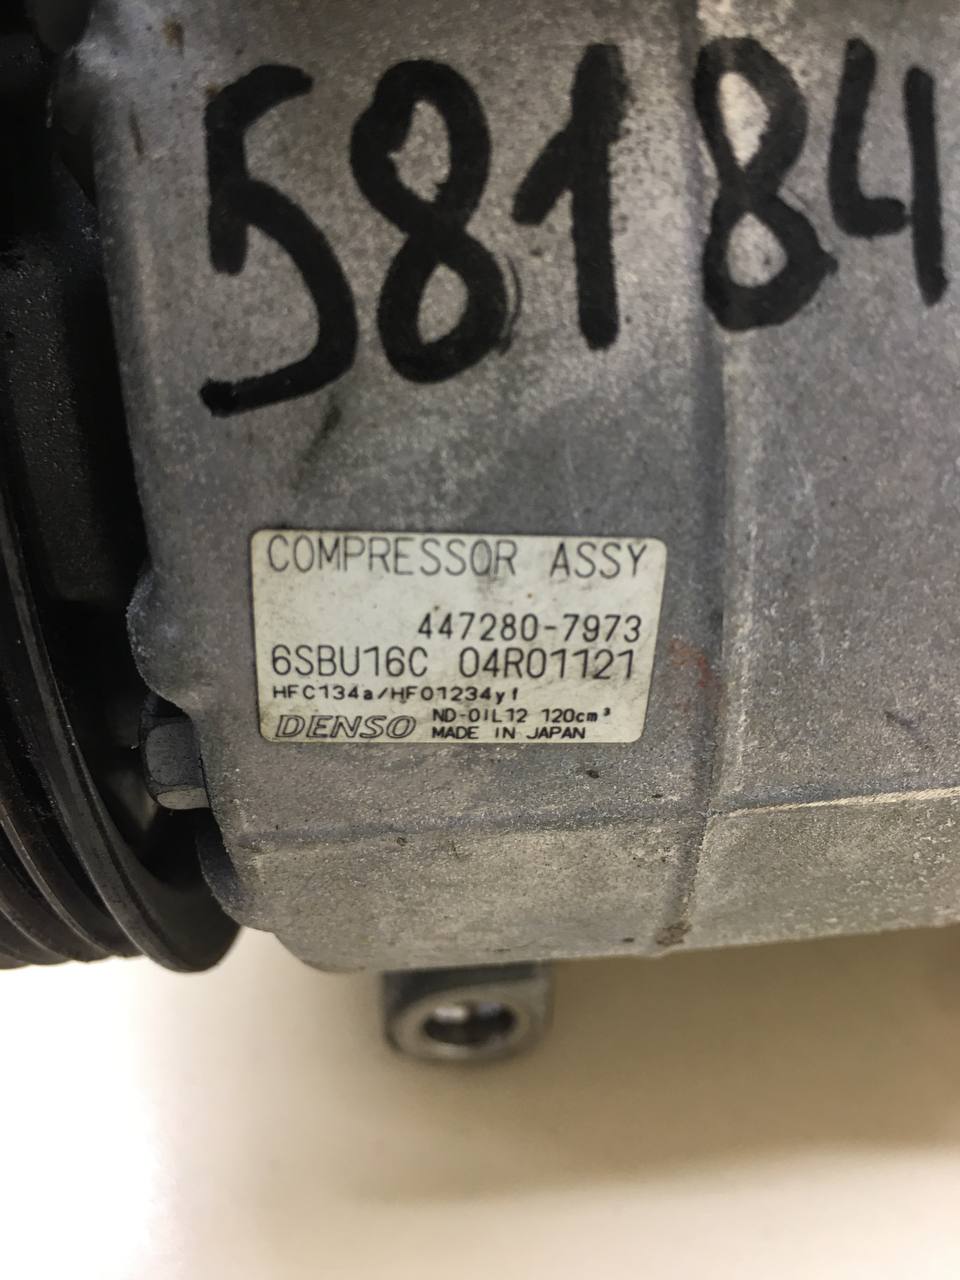 58184
COMPRESSOR ASSY
447280-7973
6SBU16C 04R01121
HFC134a/HFO1234yf
DENSO ND-OIL12 120cm³
MADE IN JAPAN